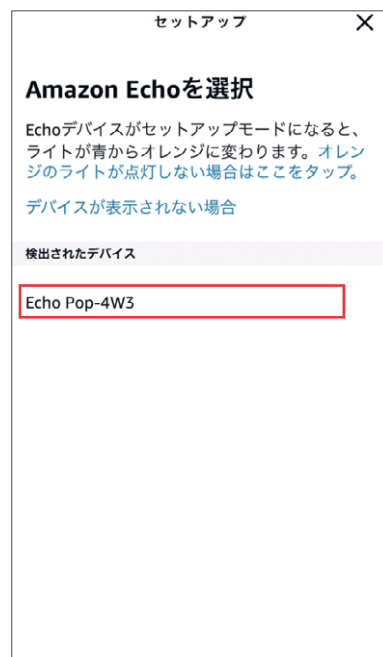 セットアップ
Amazon Echoを選択
Echoデバイスがセットアップモードになると、
ライトが青からオレンジに変わります。オレン
ジのライトが点灯しない場合はここをタップ。
デバイスが表示されない場合
検出されたデバイス
Echo Pop-4W3